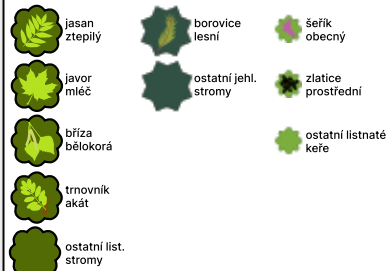 jasan
ztepilý
javor
mléč
bříza
bělokorá
trnovník
akát
ostatní list.
stromy
borovice
lesní
ostatní jehl.
stromy
šeřík
obecný
zlatice
prostřední
ostatní listnaté
keře